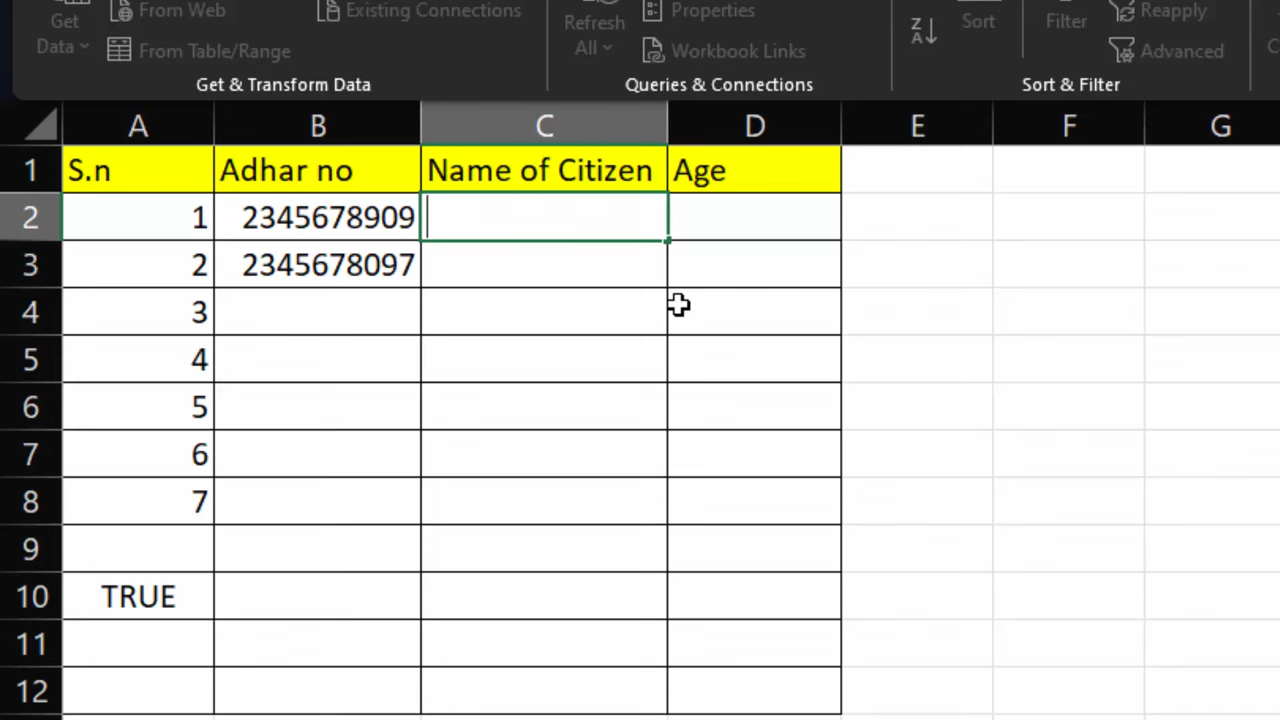 Get
Data
From Web
From Table/Range
Existing Connections
Get & Transform Data
Refresh
All
Properties
Workbook Links
Queries & Connections
Z
A
Sort
Filter
Reapply
Advanced
Sort & Filter
A B C D E F G
1 S.n Adhar no Name of Citizen Age
2 1 2345678909
3 2 2345678097
4 3
5 4
6 5
7 6
8 7
9
10 TRUE
11
12